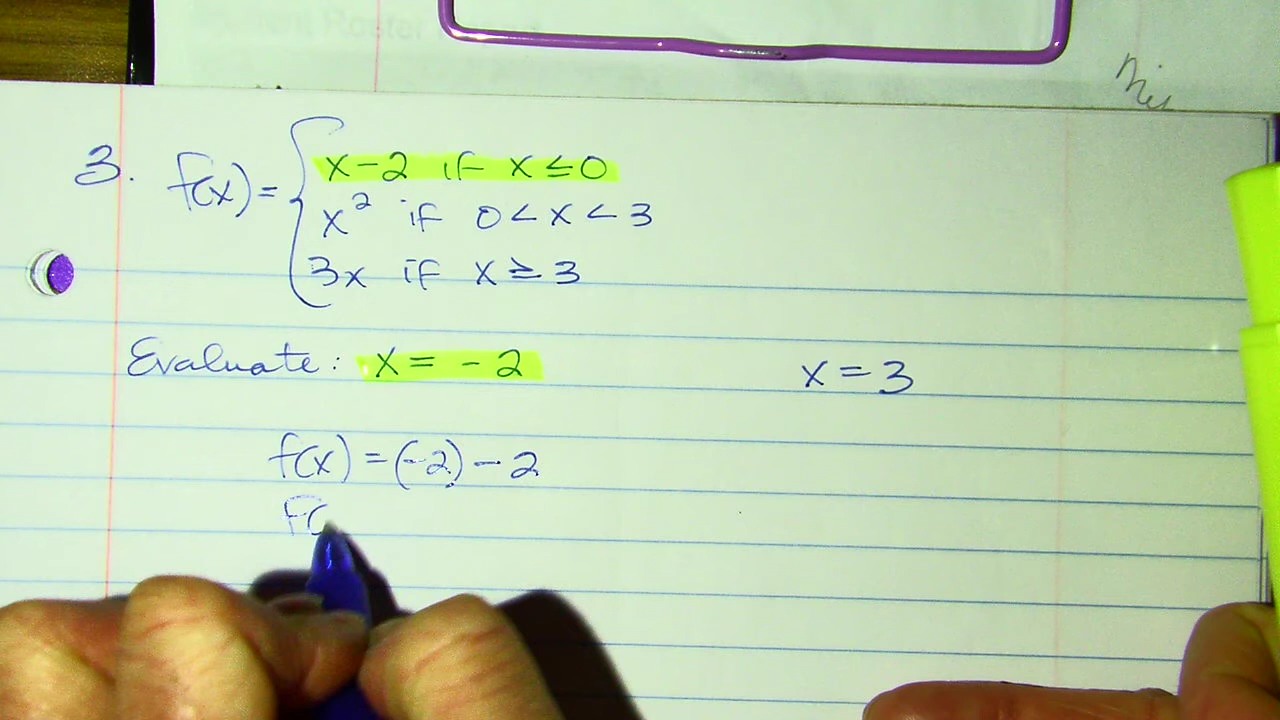 3. f(x) = { x-2 if x ≤ 0
x² if 0 < x < 3
3x if x ≥ 3
Evaluate: x = -2 x = 3
f(x) = (-2) - 2
f(